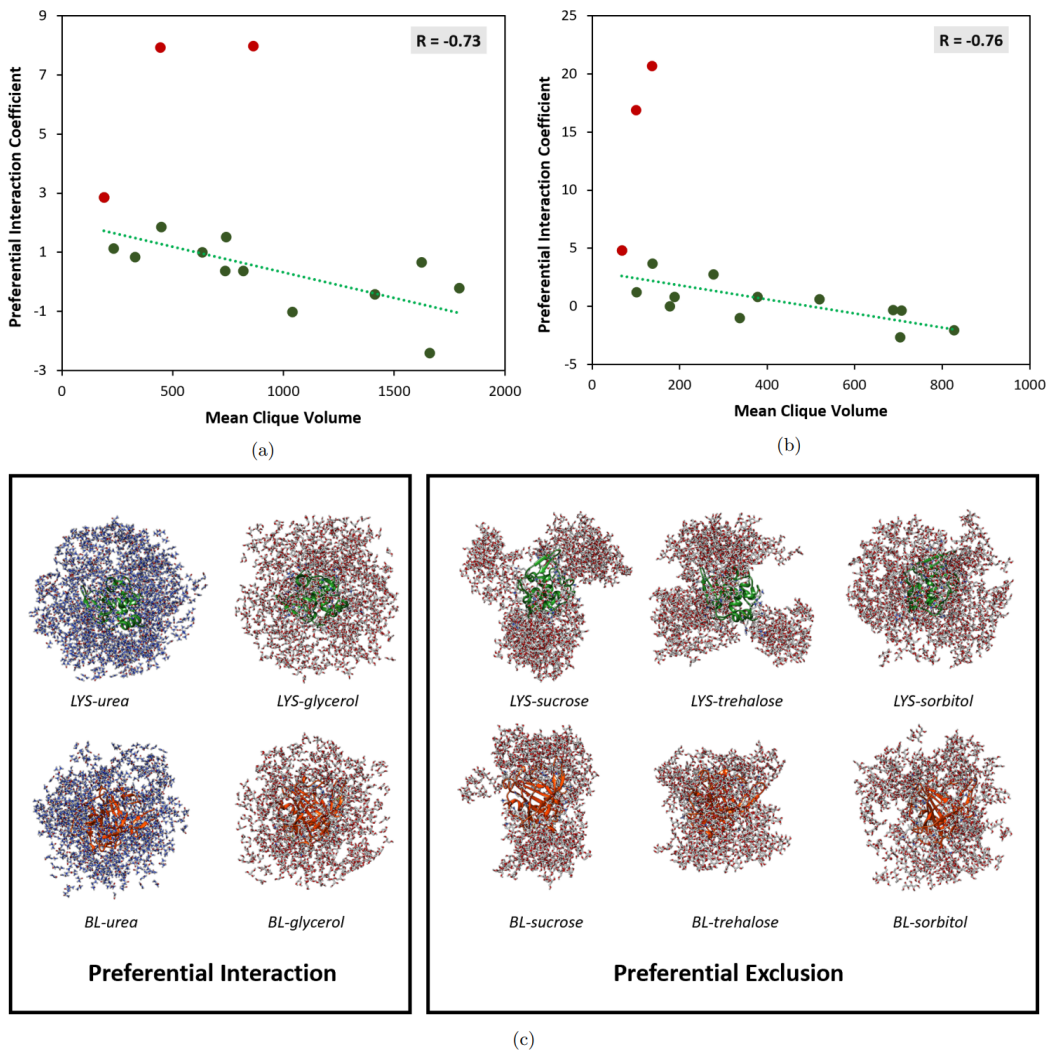 R = -0.73
Preferential Interaction Coefficient
9
7
5
3
1
-1
-3
0
500
1000
1500
2000
Mean Clique Volume
(a)
R = -0.76
Preferential Interaction Coefficient
25
20
15
10
5
0
-5
0
200
400
600
800
1000
Mean Clique Volume
(b)
LYS-urea
LYS-glycerol
BL-urea
BL-glycerol
Preferential Interaction
LYS-sucrose
LYS-trehalose
LYS-sorbitol
BL-sucrose
BL-trehalose
BL-sorbitol
Preferential Exclusion
(c)